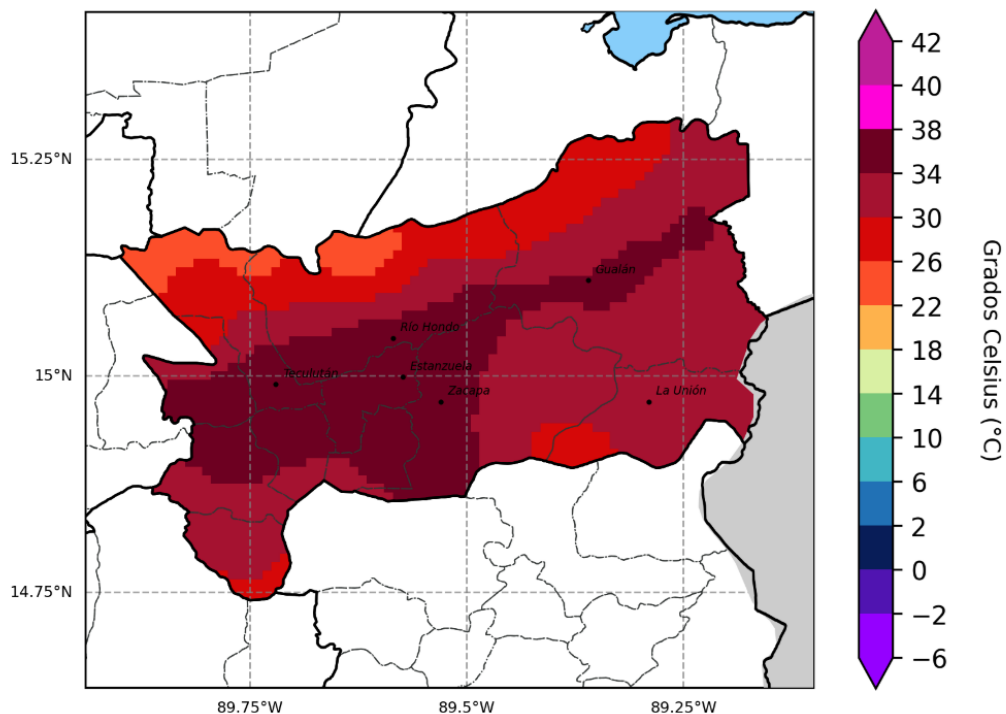 15.25°N
15°N
14.75°N
89.75°W
89.5°W
89.25°W
Gualán
Río Hondo
Estanzuela
Teculután
Zacapa
La Unión
42
40
38
34
30
26
22
18
14
10
6
2
0
−2
−6
Grados Celsius (°C)